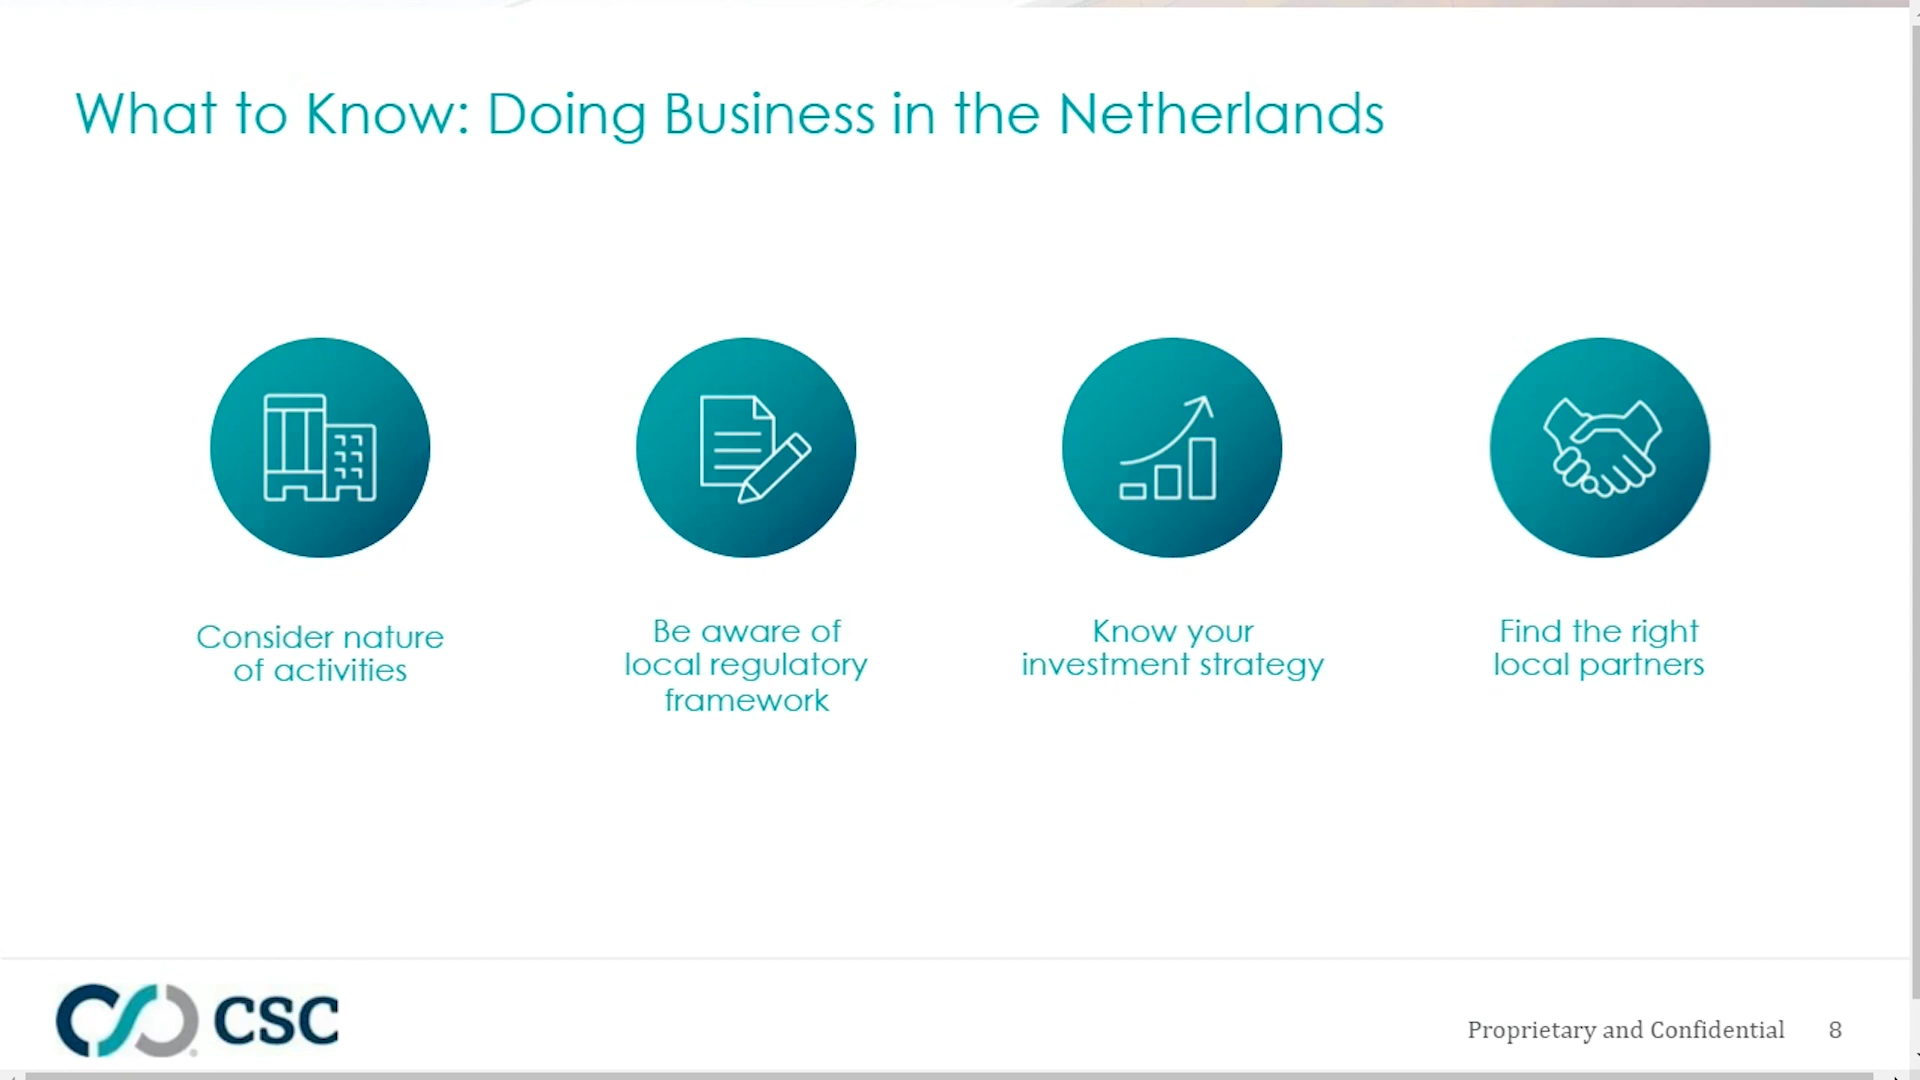 What to Know: Doing Business in the Netherlands
Consider nature
of activities
Be aware of
local regulatory
framework
Know your
investment strategy
Find the right
local partners
CSC
Proprietary and Confidential
8